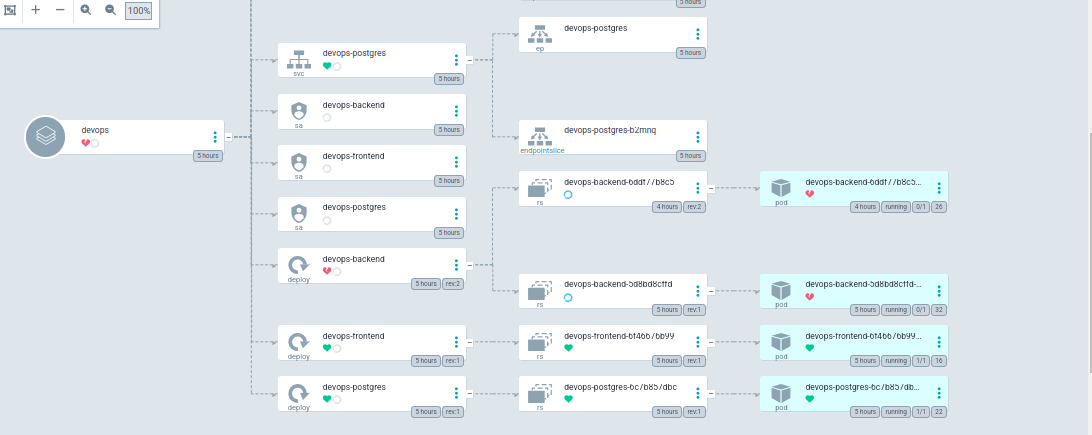 5 hours
100%
devops-postgres
ep
5 hours
devops-postgres
svc
5 hours
devops-backend
sa
5 hours
devops
5 hours
devops-postgres-b2mnq
endpointslice
5 hours
devops-frontend
sa
5 hours
devops-backend-6ddf77b8c5
rs
4 hours rev:2
devops-backend-6ddf77b8c5...
pod
4 hours running 0/1 26
devops-postgres
sa
5 hours
devops-backend
deploy
5 hours rev:2
devops-backend-5d8bd8cffd
rs
5 hours rev:1
devops-backend-5d8bd8cffd-...
pod
5 hours running 0/1 32
devops-frontend
deploy
5 hours rev:1
devops-frontend-6f46676b99
rs
5 hours rev:1
devops-frontend-6f46676b99...
pod
5 hours running 1/1 16
devops-postgres
deploy
5 hours rev:1
devops-postgres-6c7b857dbc
rs
5 hours rev:1
devops-postgres-6c7b857db...
pod
5 hours running 1/1 22